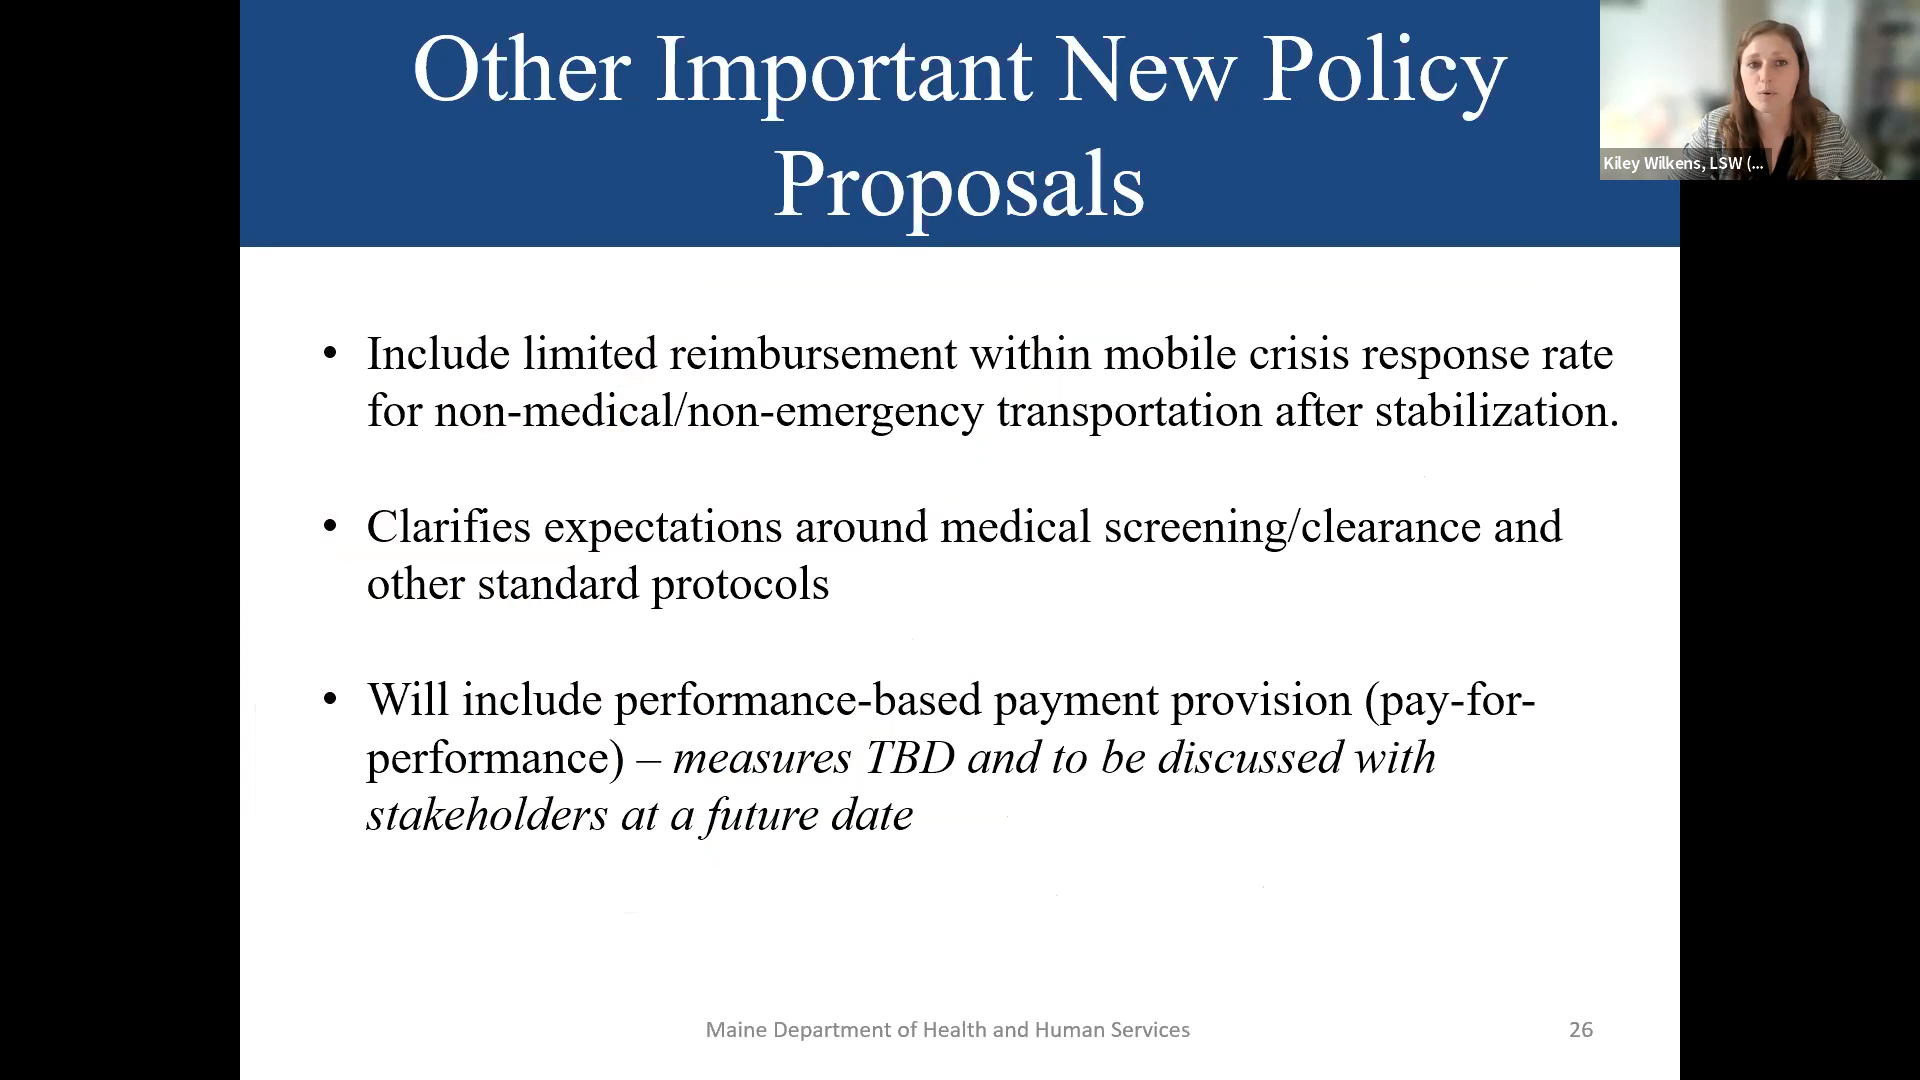 Other Important New Policy
Proposals
Kiley Wilkens, LSW (...
• Include limited reimbursement within mobile crisis response rate
for non-medical/non-emergency transportation after stabilization.
• Clarifies expectations around medical screening/clearance and
other standard protocols
• Will include performance-based payment provision (pay-for-
performance) – measures TBD and to be discussed with
stakeholders at a future date
Maine Department of Health and Human Services
26